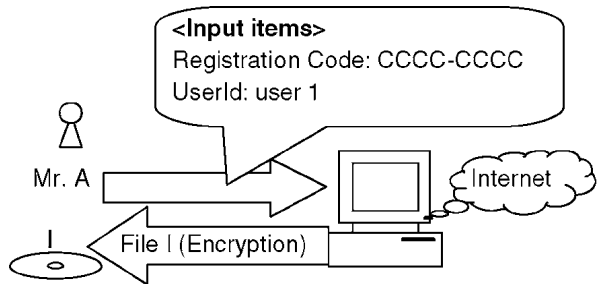 <Input items>
Registration Code: CCCC-CCCC
UserId: user 1
Mr. A
Internet
I
File I (Encryption)